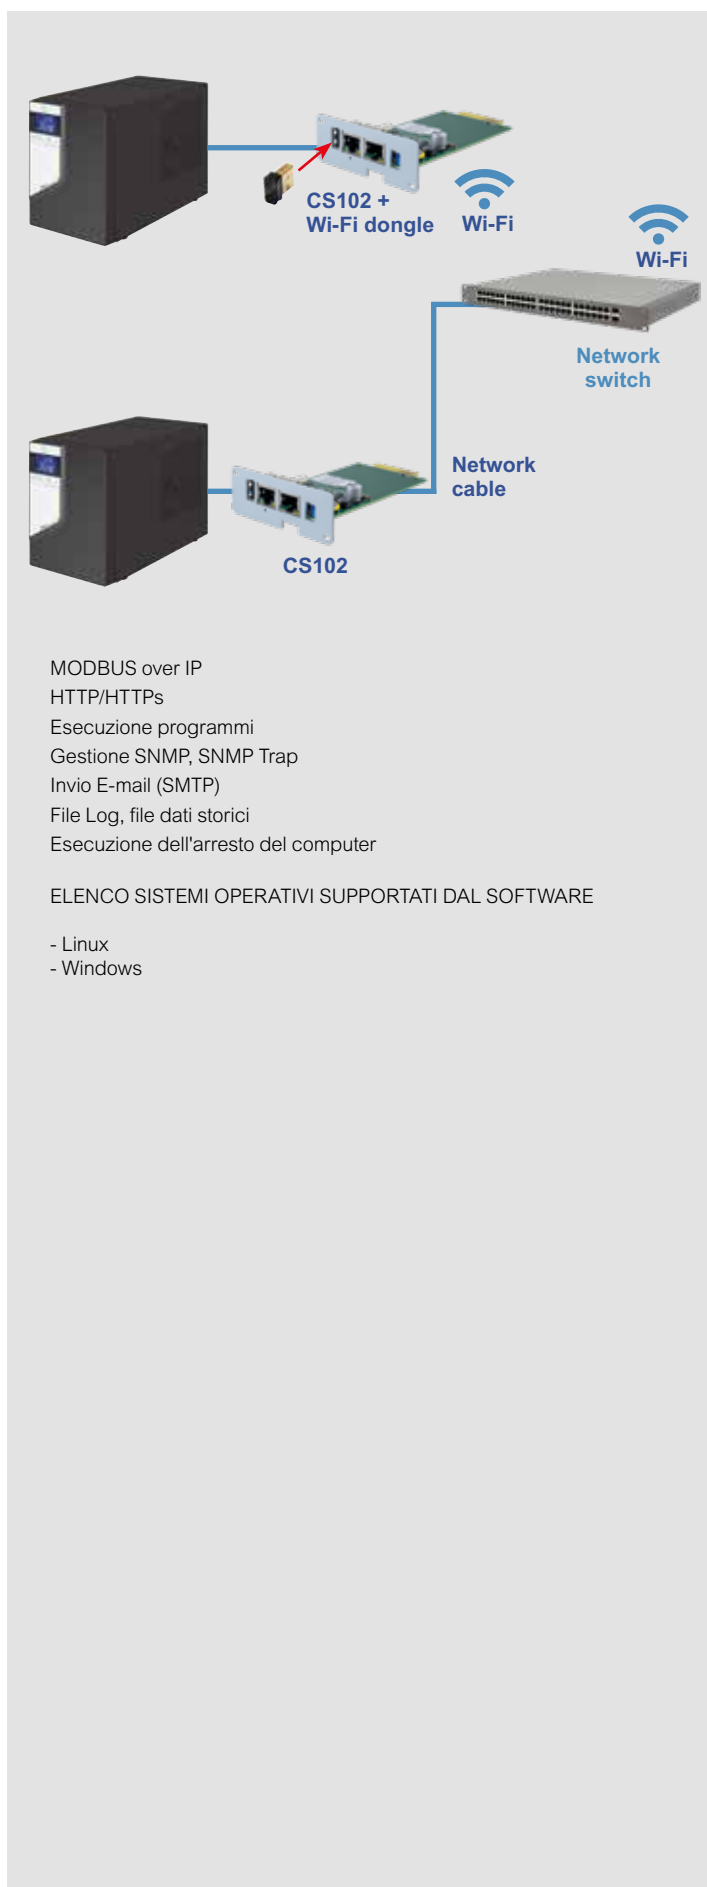 CS102 +
Wi-Fi dongle
Wi-Fi
Wi-Fi
Network
switch
Network
cable
CS102
MODBUS over IP
HTTP/HTTPs
Esecuzione programmi
Gestione SNMP, SNMP Trap
Invio E-mail (SMTP)
File Log, file dati storici
Esecuzione dell'arresto del computer
ELENCO SISTEMI OPERATIVI SUPPORTATI DAL SOFTWARE
- Linux
- Windows